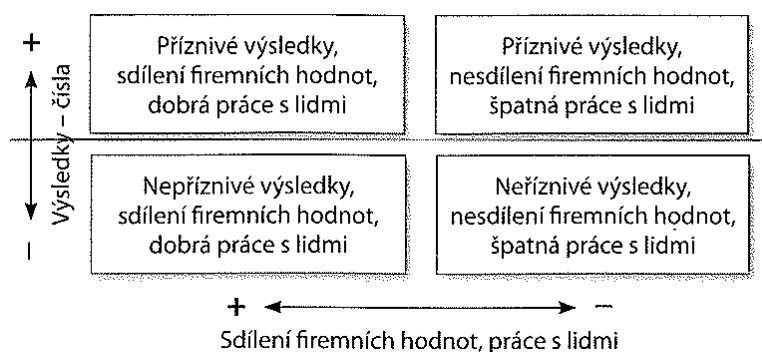 +
Výsledky – čísla
–
Příznivé výsledky,
sdílení firemních hodnot,
dobrá práce s lidmi
Příznivé výsledky,
nesdílení firemních hodnot,
špatná práce s lidmi
Nepříznivé výsledky,
sdílení firemních hodnot,
dobrá práce s lidmi
Neříznivé výsledky,
nesdílení firemních hodnot,
špatná práce s lidmi
+ –
Sdílení firemních hodnot, práce s lidmi